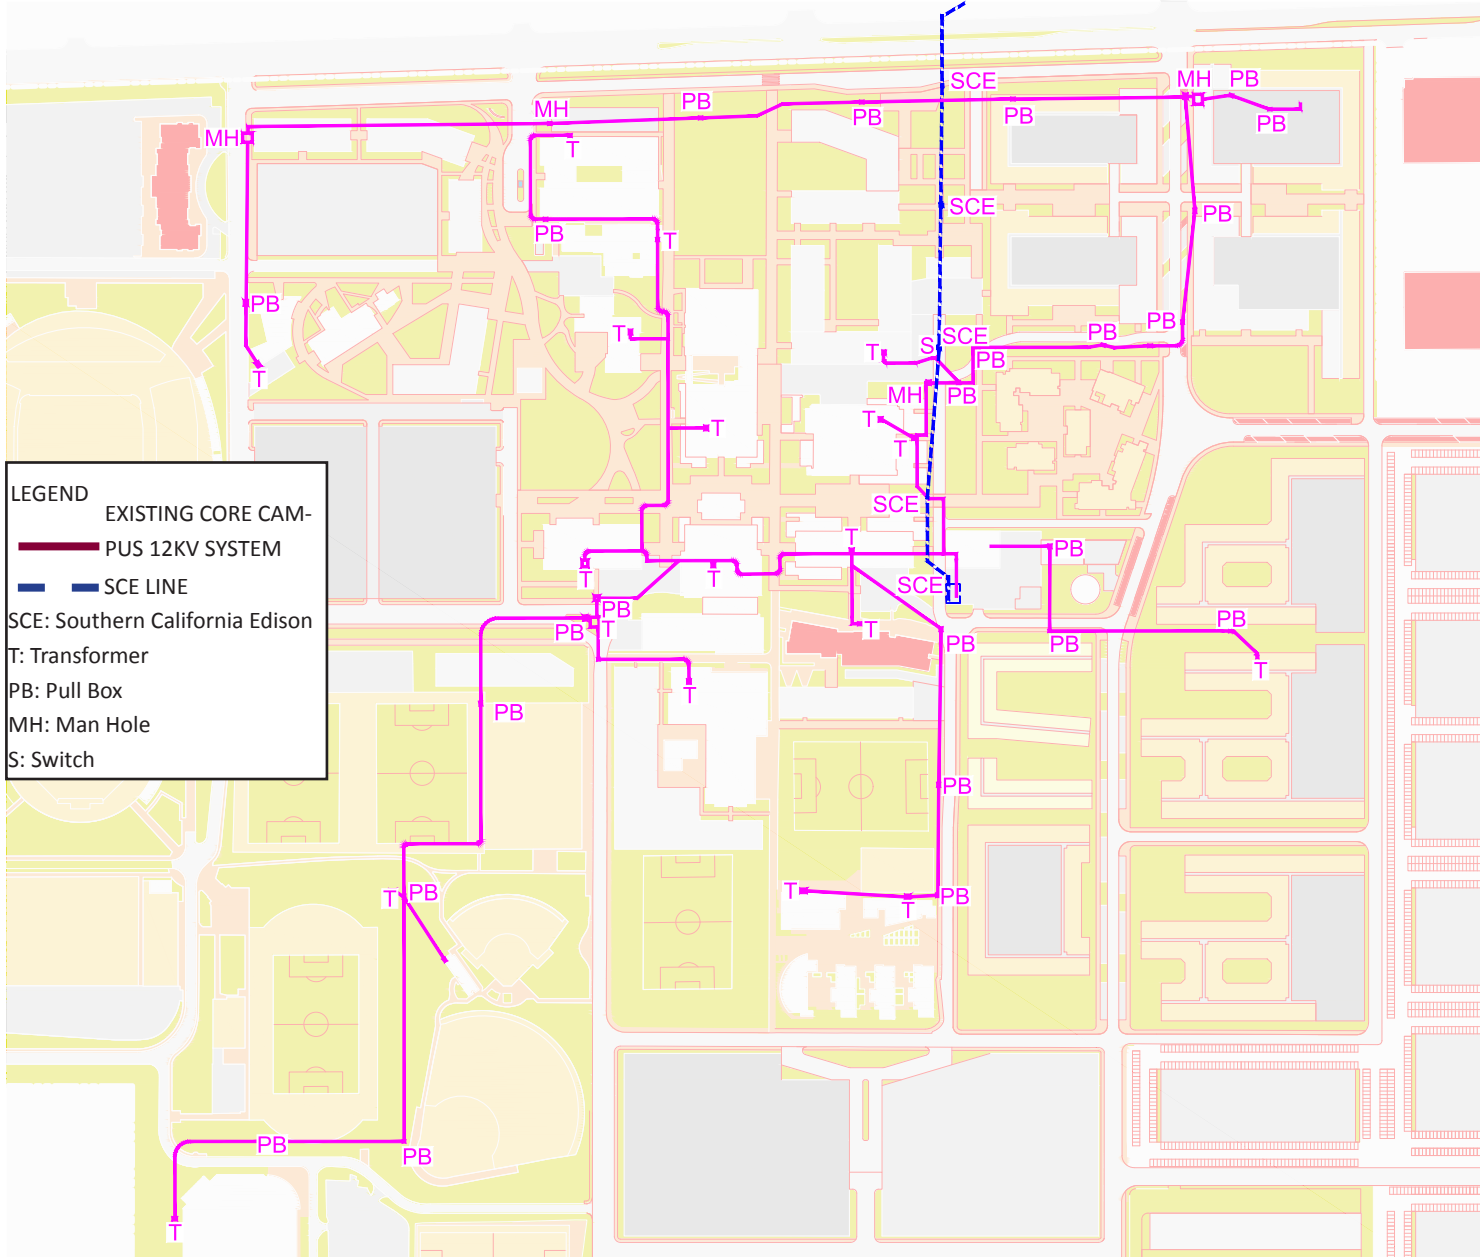 SCE
MH
PB
PB
MH
PB
PB
PB
PB
MH
T
SCE
PB
PB
T
PB
PB
T
SCE
PB
S
T
PB
T
MH
PB
T
T
T
LEGEND
EXISTING CORE CAM-
PUS 12KV SYSTEM
SCE LINE
SCE: Southern California Edison
T: Transformer
PB: Pull Box
MH: Man Hole
S: Switch
SCE
T
PB
T
T
SCE
PB
PB
T
T
PB
PB
PB
T
T
PB
PB
T
T
PB
PB
T
PB
PB
T